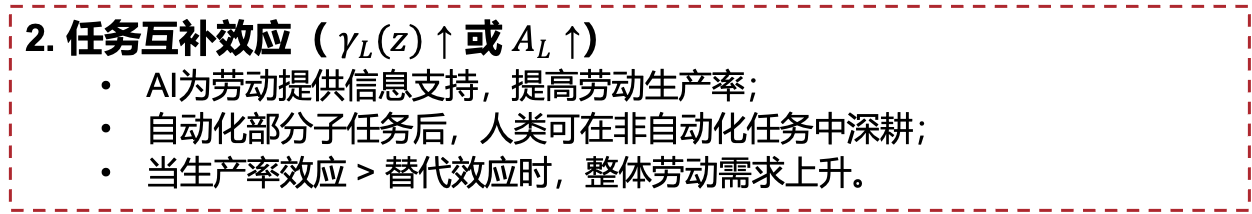 2. 任务互补效应（ γL(z) ↑ 或 AL ↑）
• AI为劳动提供信息支持，提高劳动生产率；
• 自动化部分子任务后，人类可在非自动化任务中深耕；
• 当生产率效应 > 替代效应时，整体劳动需求上升。